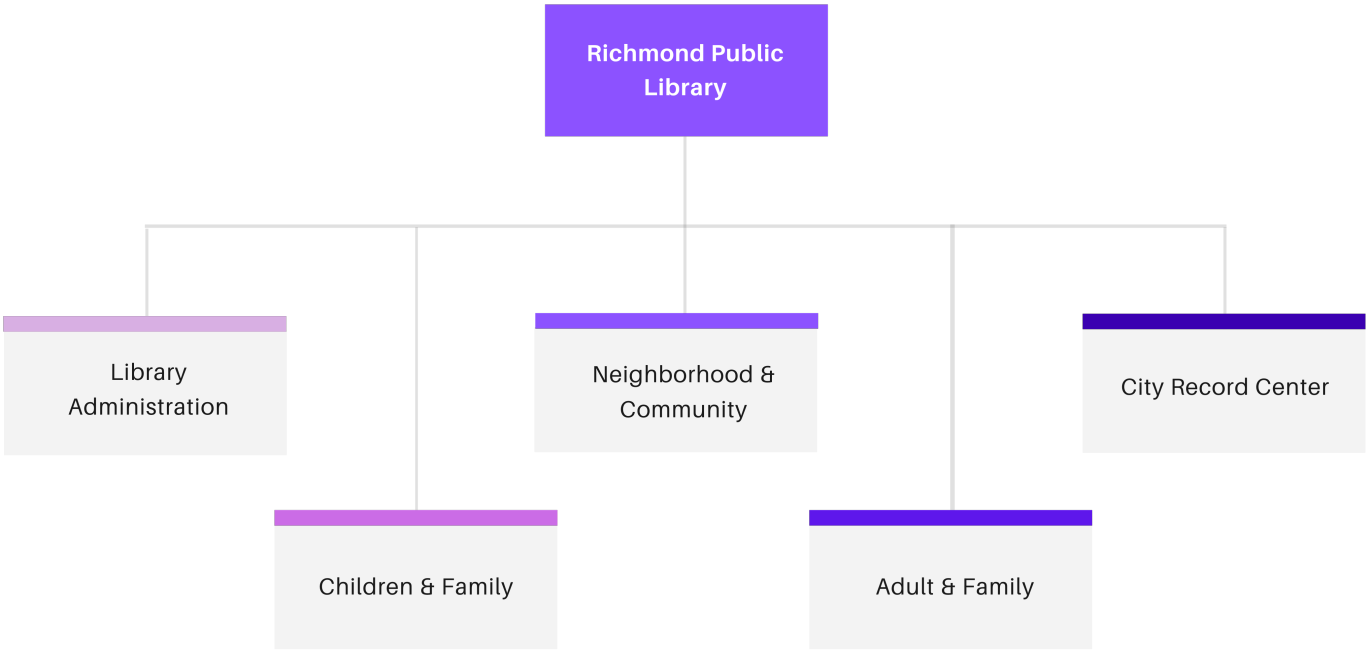 Richmond Public
Library
Library
Administration
Neighborhood &
Community
City Record Center
Children & Family
Adult & Family